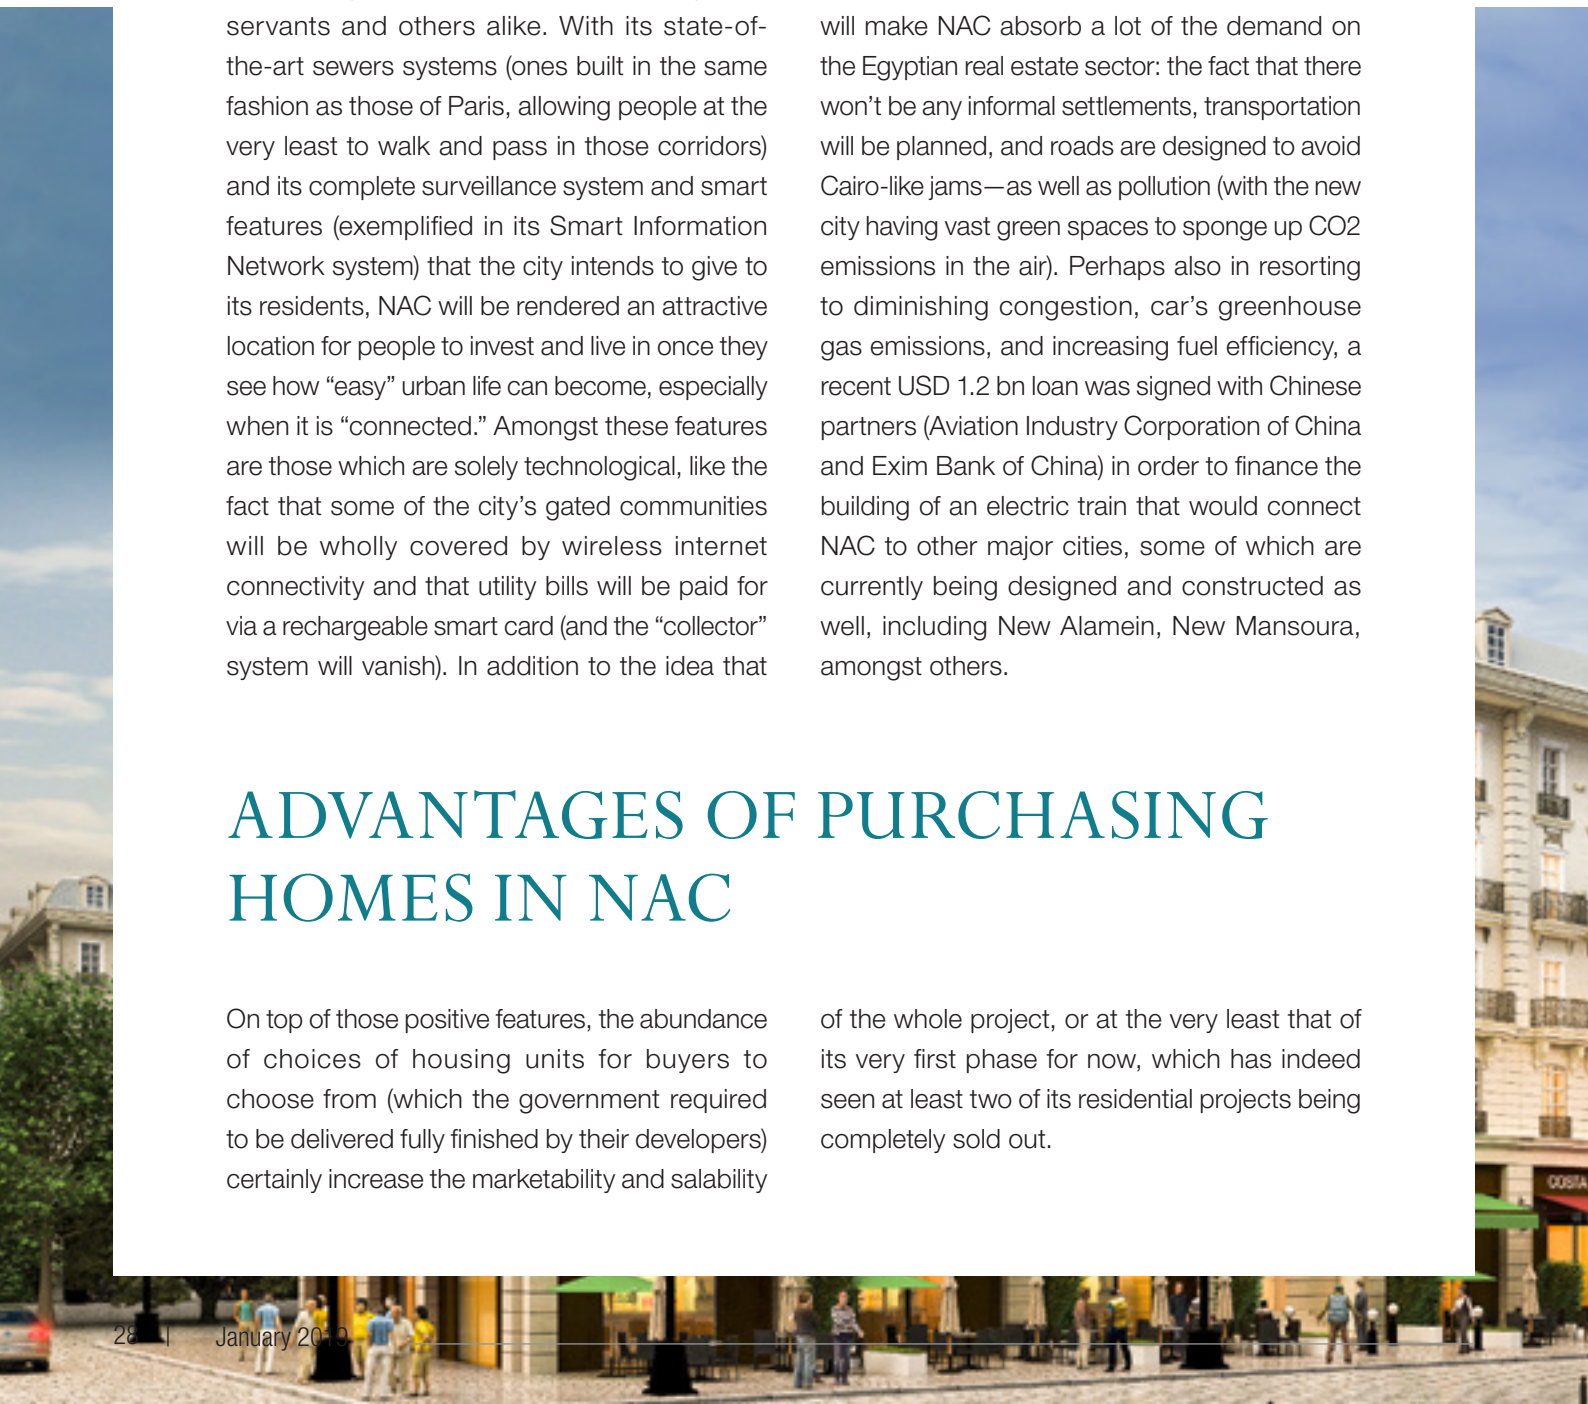 servants and others alike. With its state-of-
the-art sewers systems (ones built in the same
fashion as those of Paris, allowing people at the
very least to walk and pass in those corridors)
and its complete surveillance system and smart
features (exemplified in its Smart Information
Network system) that the city intends to give to
its residents, NAC will be rendered an attractive
location for people to invest and live in once they
see how “easy” urban life can become, especially
when it is “connected.” Amongst these features
are those which are solely technological, like the
fact that some of the city’s gated communities
will be wholly covered by wireless internet
connectivity and that utility bills will be paid for
via a rechargeable smart card (and the “collector”
system will vanish). In addition to the idea that
will make NAC absorb a lot of the demand on
the Egyptian real estate sector: the fact that there
won’t be any informal settlements, transportation
will be planned, and roads are designed to avoid
Cairo-like jams—as well as pollution (with the new
city having vast green spaces to sponge up CO2
emissions in the air). Perhaps also in resorting
to diminishing congestion, car’s greenhouse
gas emissions, and increasing fuel efficiency, a
recent USD 1.2 bn loan was signed with Chinese
partners (Aviation Industry Corporation of China
and Exim Bank of China) in order to finance the
building of an electric train that would connect
NAC to other major cities, some of which are
currently being designed and constructed as
well, including New Alamein, New Mansoura,
amongst others.
ADVANTAGES OF PURCHASING
HOMES IN NAC
On top of those positive features, the abundance
of choices of housing units for buyers to
choose from (which the government required
to be delivered fully finished by their developers)
certainly increase the marketability and salability
of the whole project, or at the very least that of
its very first phase for now, which has indeed
seen at least two of its residential projects being
completely sold out.
COSTA
28 | January 2019